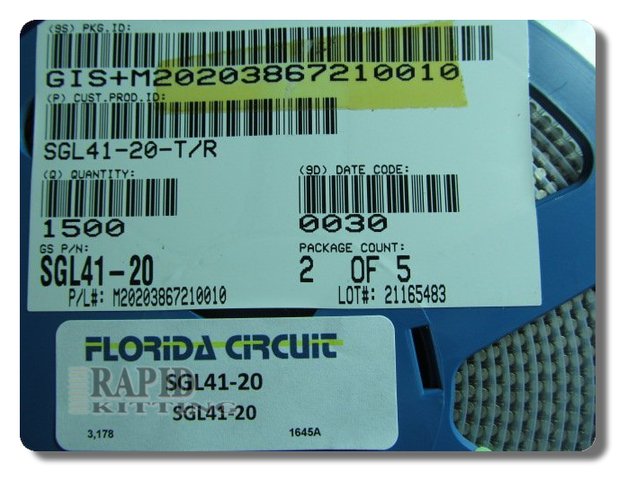 (9S) PKG.ID:
GIS+M20203867210010
(P) CUST.PROD.ID:
SGL41-20-T/R
(Q) QUANTITY:
(9D) DATE CODE:
1500
0030
GS P/N:
PACKAGE COUNT:
SGL41-20
2 OF 5
P/L#: M20203867210010
LOT#: 21165483
FLORIDA CIRCUIT
SGL41-20
RAPID
KITTING
SGL41-20
3,178
1645A